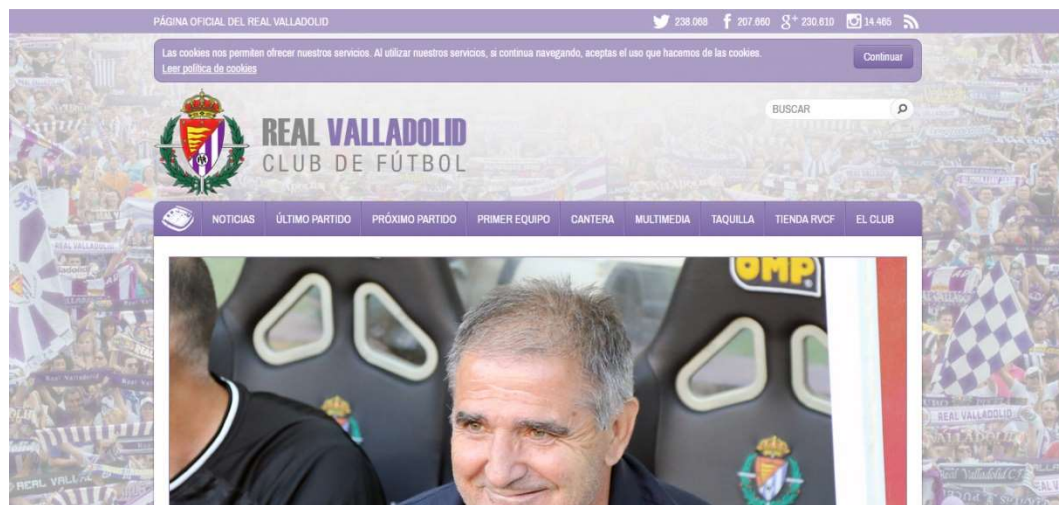 PÁGINA OFICIAL DEL REAL VALLADOLID
238.068 207.660 230.610 14.465
Las cookies nos permiten ofrecer nuestros servicios. Al utilizar nuestros servicios, si continua navegando, aceptas el uso que hacemos de las cookies.
Leer política de cookies
Continuar
BUSCAR
REAL VALLADOLID
CLUB DE FÚTBOL
NOTICIAS ÚLTIMO PARTIDO PRÓXIMO PARTIDO PRIMER EQUIPO CANTERA MULTIMEDIA TAQUILLA TIENDA RVCF EL CLUB
OMP
REAL VALLADOLID
Real Valladolid C.F.